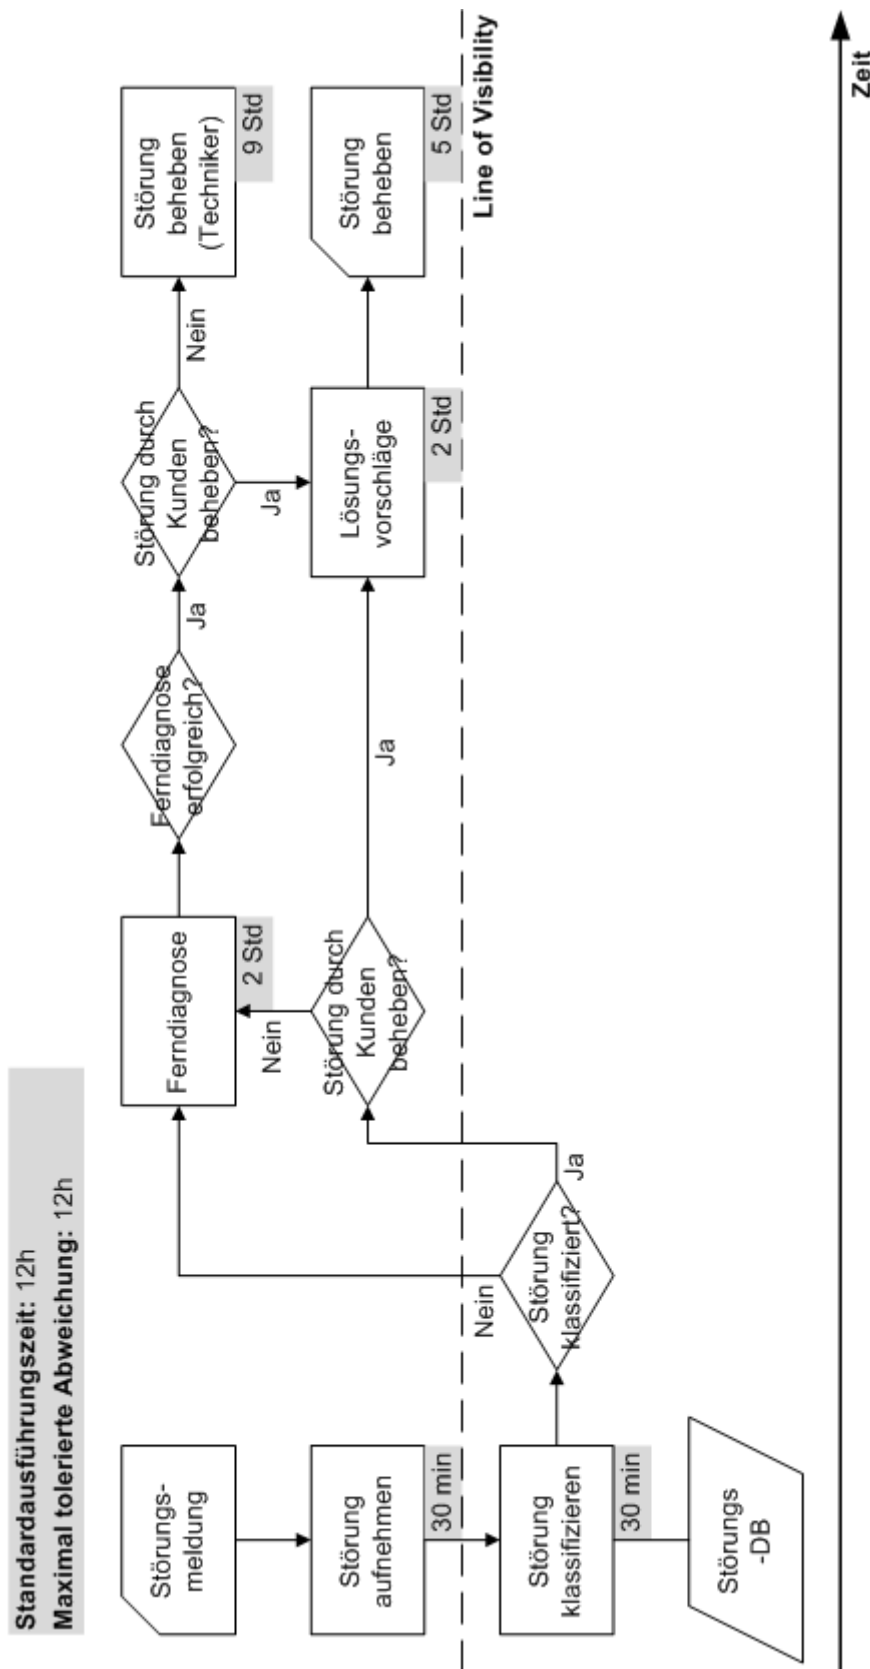 Standardausführungszeit: 12h
Maximal tolerierte Abweichung: 12h
Störungs-
meldung
Störung
aufnehmen
30 min
Störung
klassifizieren
30 min
Störungs
-DB
Störung
klassifiziert?
Nein
Ja
Ferndiagnose
2 Std
Störung durch
Kunden
beheben?
Nein
Ja
Ferndiagnose
erfolgreich?
Ja
Störung durch
Kunden
beheben?
Nein
Ja
Lösungs-
vorschläge
2 Std
Störung
beheben
(Techniker)
9 Std
Störung
beheben
5 Std
Line of Visibility
Zeit